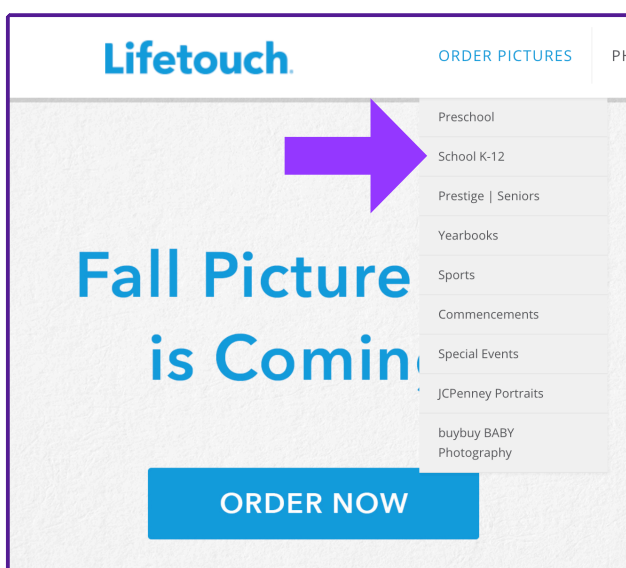 Lifetouch.
ORDER PICTURES
Preschool
School K-12
Prestige | Seniors
Yearbooks
Sports
Commencements
Special Events
JCPenney Portraits
buybuy BABY
Photography
Fall Picture
is Comin
ORDER NOW